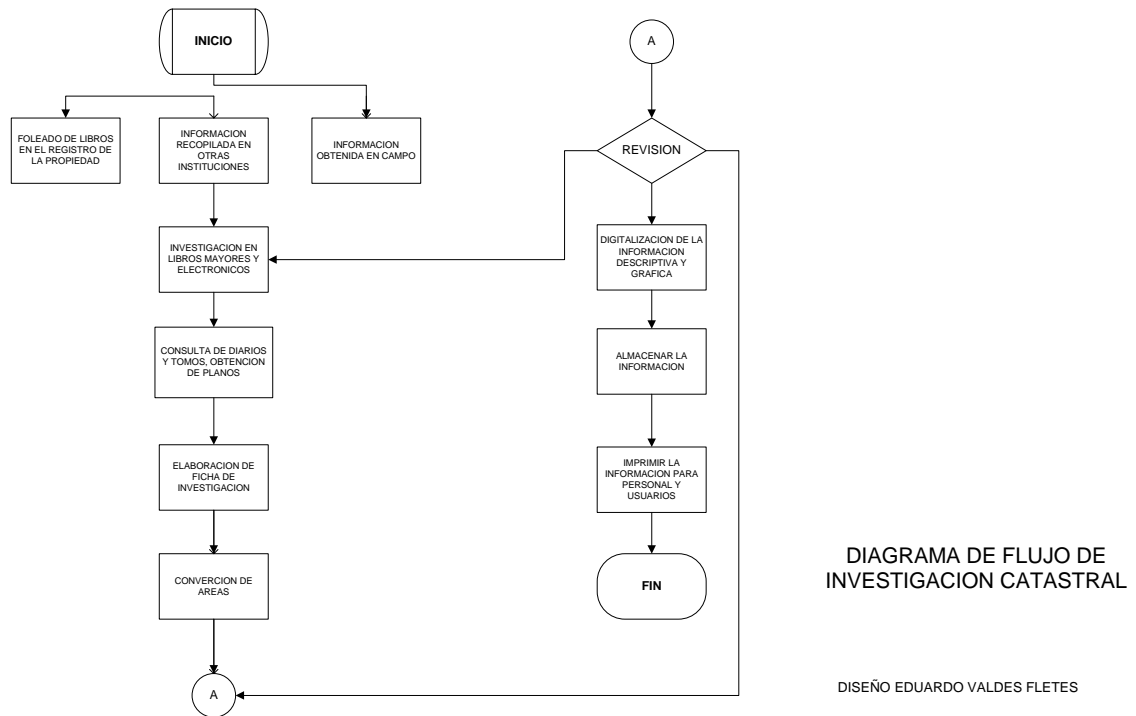 INICIO
FOLEADO DE LIBROS
EN EL REGISTRO DE
LA PROPIEDAD
INFORMACION
RECOPILADA EN
OTRAS
INSTITUCIONES
INFORMACION
OBTENIDA EN CAMPO
INVESTIGACION EN
LIBROS MAYORES Y
ELECTRONICOS
CONSULTA DE DIARIOS
Y TOMOS, OBTENCION
DE PLANOS
ELABORACION DE
FICHA DE
INVESTIGACION
CONVERCION DE
AREAS
A
A
REVISION
DIGITALIZACION DE LA
INFORMACION
DESCRIPTIVA Y
GRAFICA
ALMACENAR LA
INFORMACION
IMPRIMIR LA
INFORMACION PARA
PERSONAL Y
USUARIOS
FIN
DIAGRAMA DE FLUJO DE
INVESTIGACION CATASTRAL
DISEÑO EDUARDO VALDES FLETES